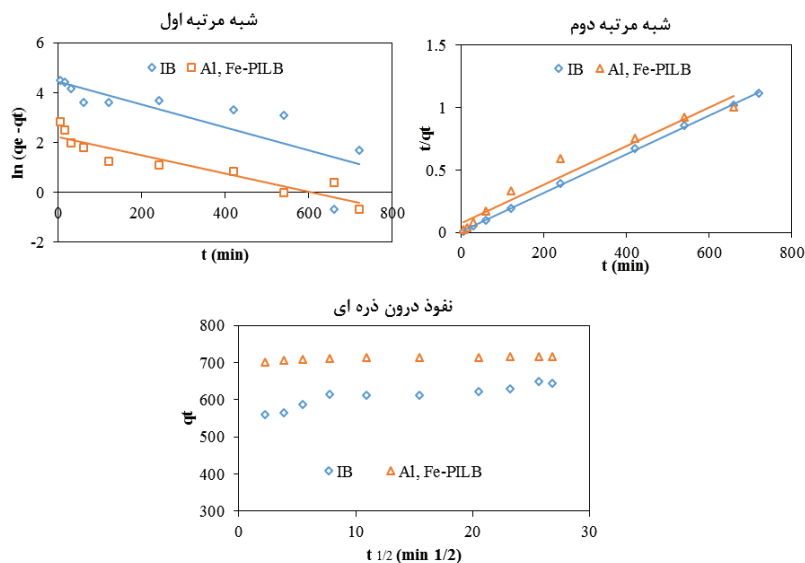 شبه مرتبه اول
6
4
2
0
-2
ln (qe -qt)
0
200
400
600
800
t (min)
IB
Al, Fe-PILB
شبه مرتبه دوم
1.5
1
0.5
0
t/qt
0
200
400
600
800
t (min)
IB
Al, Fe-PILB
نفوذ درون ذره ای
800
700
600
500
400
300
qt
0
10
20
30
t 1/2 (min 1/2)
IB
Al, Fe-PILB